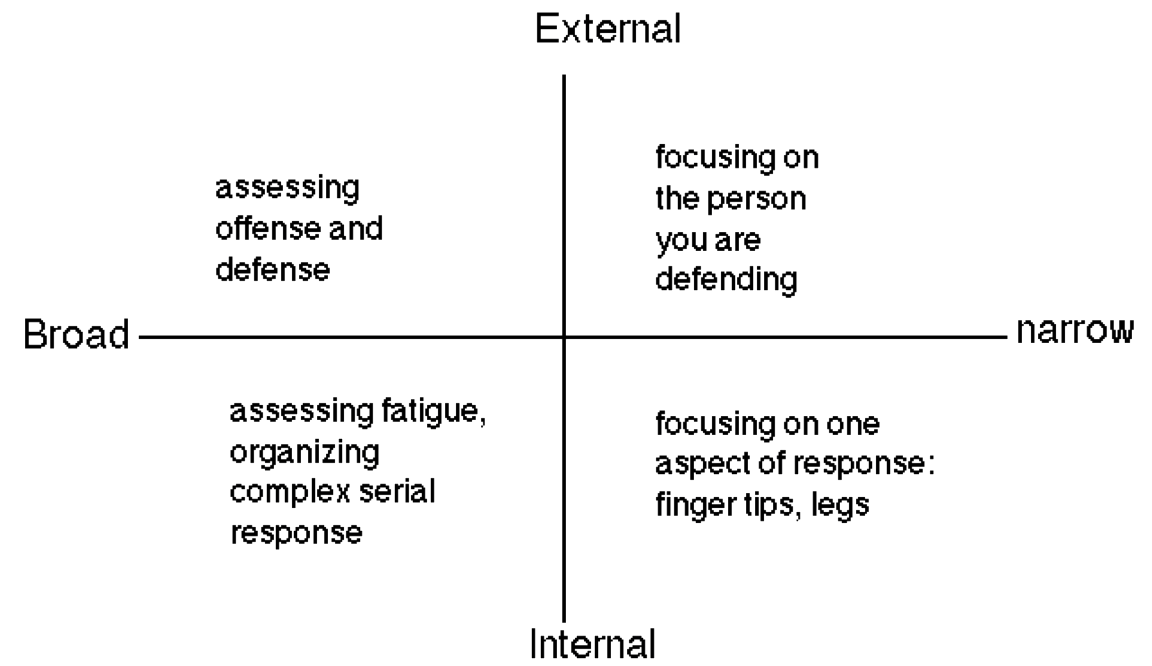 External
assessing
offense and
defense
focusing on
the person
you are
defending
Broad
narrow
assessing fatigue,
organizing
complex serial
response
focusing on one
aspect of response:
finger tips, legs
Internal